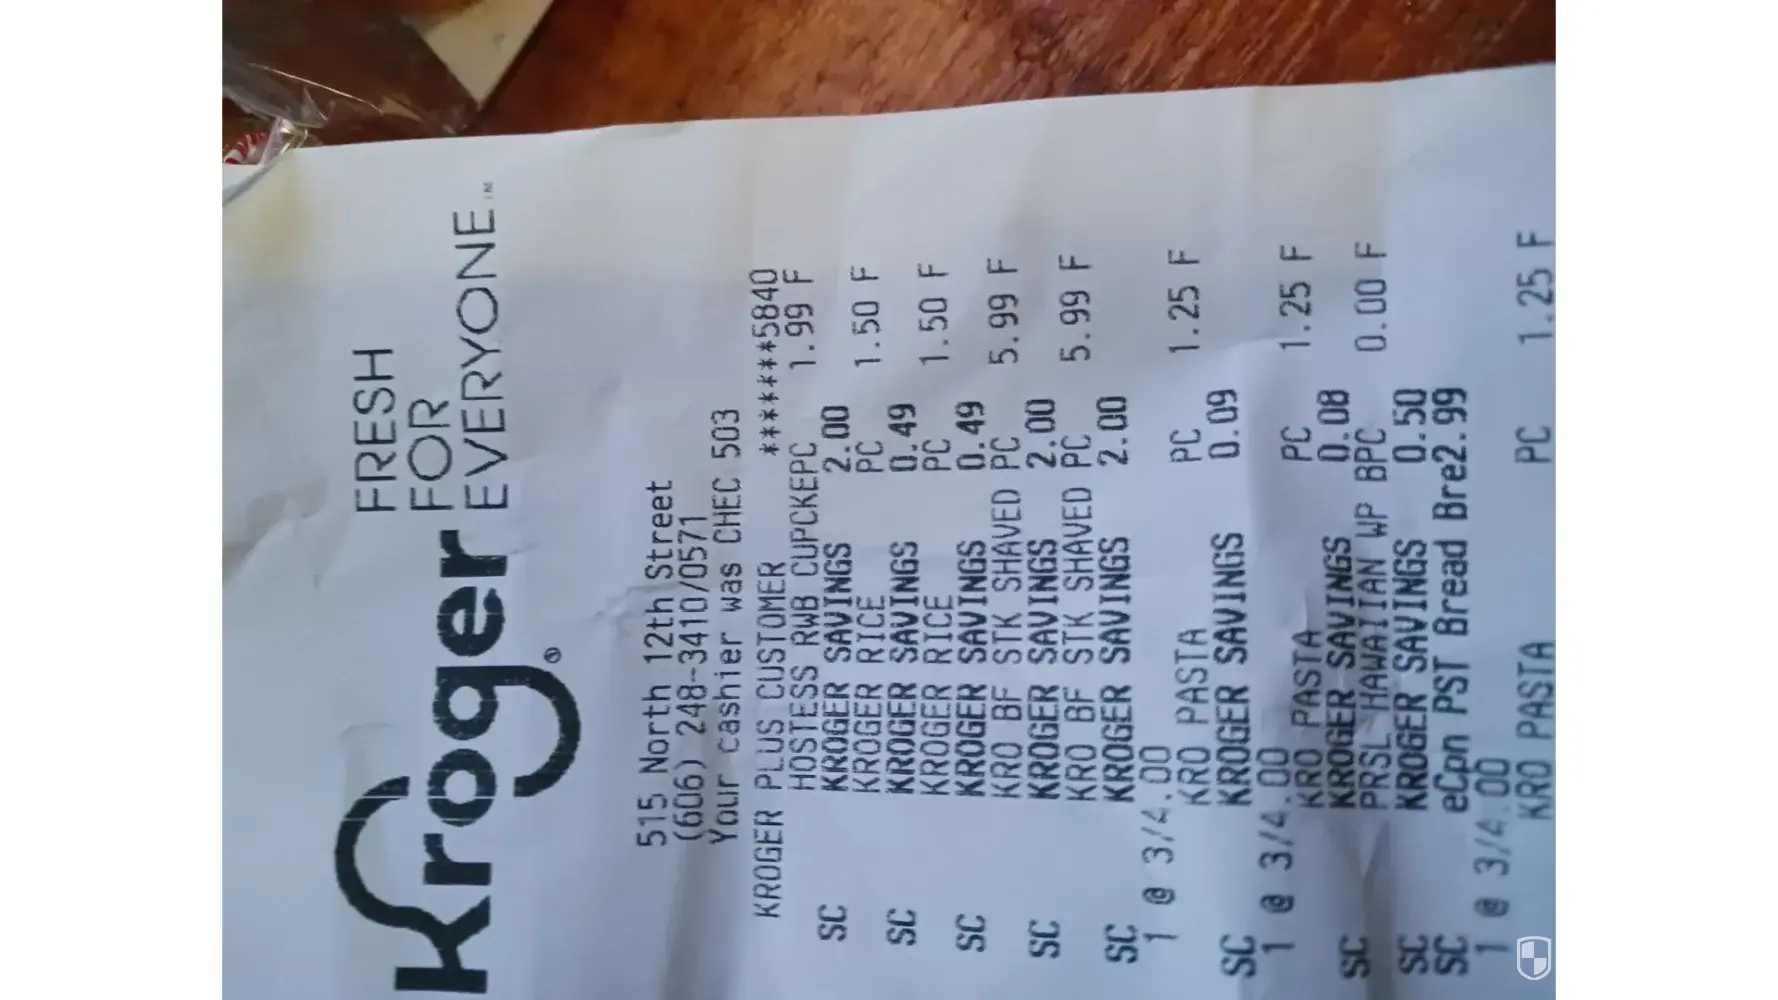 Kroger®
FRESH
FOR
EVERYONE™
515 North 12th Street
(606) 248-3410/0571
Your cashier was CHEC 503
KROGER PLUS CUSTOMER *******5840
HOSTESS RWB CUPCKEPC 1.99 F
SC KROGER SAVINGS 2.00
KROGER RICE PC 1.50 F
SC KROGER SAVINGS 0.49
KROGER RICE PC 1.50 F
SC KROGER SAVINGS 0.49
KRO BF STK SHAVED PC 5.99 F
SC KROGER SAVINGS 2.00
KRO BF STK SHAVED PC 5.99 F
SC KROGER SAVINGS 2.00
1 @ 3/4.00
KRO PASTA PC 1.25 F
SC KROGER SAVINGS 0.09
1 @ 3/4.00
KRO PASTA PC 1.25 F
SC KROGER SAVINGS 0.08
PRSL HAWAIIAN WP BPC 0.00 F
SC KROGER SAVINGS 0.50
SC eCpn PST Bread Bre2.99
1 @ 3/4.00
KRO PASTA PC 1.25 F